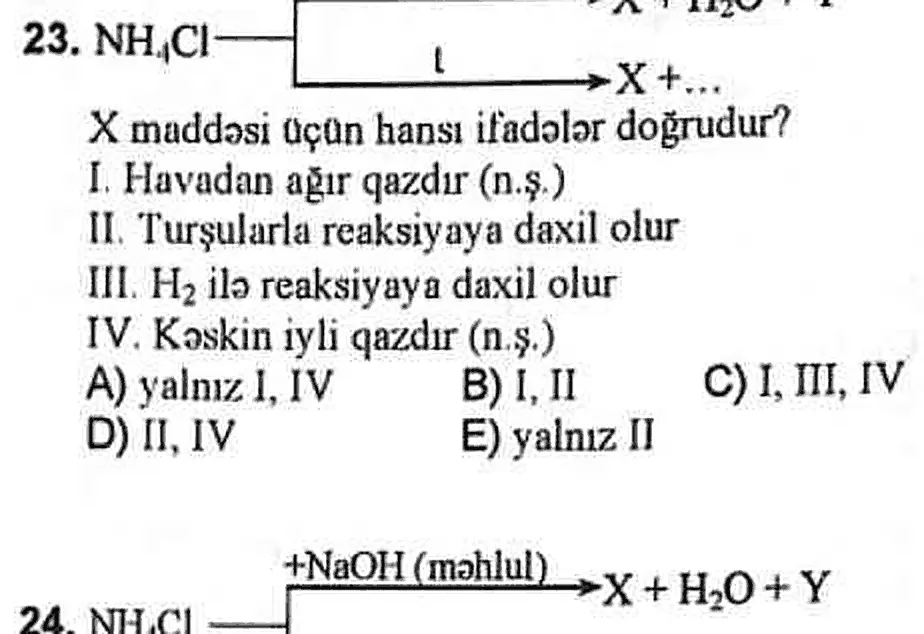 X + H₂O + Y
23. NH₄Cl
t
X +...
X maddəsi üçün hansı ifadələr doğrudur?
I. Havadan ağır qazdır (n.ş.)
II. Turşularla reaksiyaya daxil olur
III. H₂ ilə reaksiyaya daxil olur
IV. Kəskin iyli qazdır (n.ş.)
A) yalnız I, IV B) I, II C) I, III, IV
D) II, IV E) yalnız II
+NaOH (məhlul)
X + H₂O + Y
24. NH₄Cl